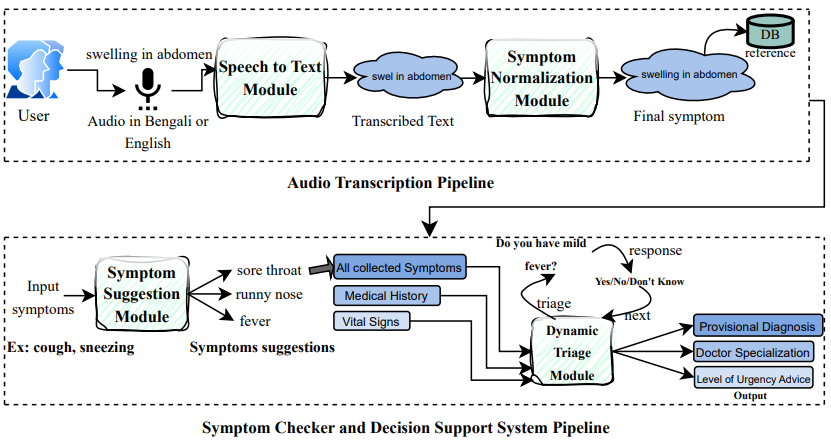 DB
reference
swelling in abdomen
User
Audio in Bengali or
English
Speech to Text
Module
swel in abdomen
Transcribed Text
Symptom
Normalization
Module
swelling in abdomen
Final symptom
Audio Transcription Pipeline
Input
symptoms
Ex: cough, sneezing
Symptom
Suggestion
Module
sore throat
runny nose
fever
Symptoms suggestions
All collected Symptoms
Medical History
Vital Signs
Do you have mild
fever?
response
Yes/No/Don't Know
triage
next
Dynamic
Triage
Module
Provisional Diagnosis
Doctor Specialization
Level of Urgency Advice
Output
Symptom Checker and Decision Support System Pipeline